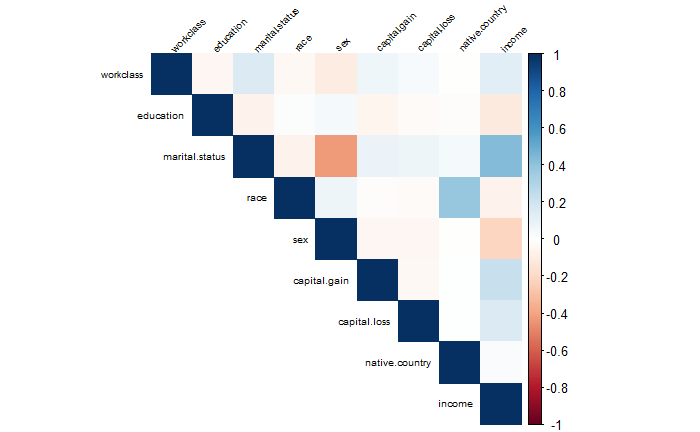 workclass
education
marital.status
race
sex
capital.gain
capital.loss
native.country
income
workclass
education
marital.status
race
sex
capital.gain
capital.loss
native.country
income
1
0.8
0.6
0.4
0.2
0
-0.2
-0.4
-0.6
-0.8
-1